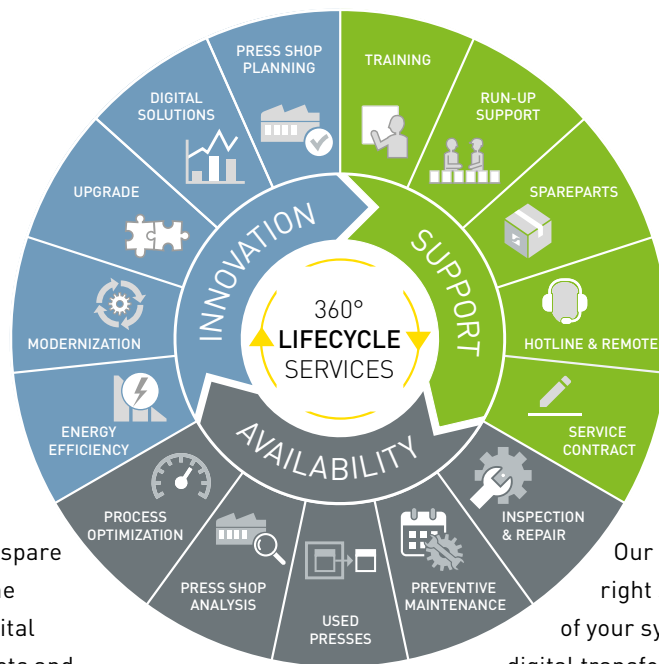 PRESS SHOP
PLANNING
TRAINING
RUN-UP
SUPPORT
SPAREPARTS
HOTLINE & REMOTE
SERVICE
CONTRACT
INSPECTION
& REPAIR
PREVENTIVE
MAINTENANCE
USED
PRESSES
PRESS SHOP
ANALYSIS
PROCESS
OPTIMIZATION
ENERGY
EFFICIENCY
MODERNIZATION
UPGRADE
DIGITAL
SOLUTIONS
INNOVATION
SUPPORT
AVAILABILITY
360°
LIFECYCLE
SERVICES
spare
ital
Our
right
of your sy